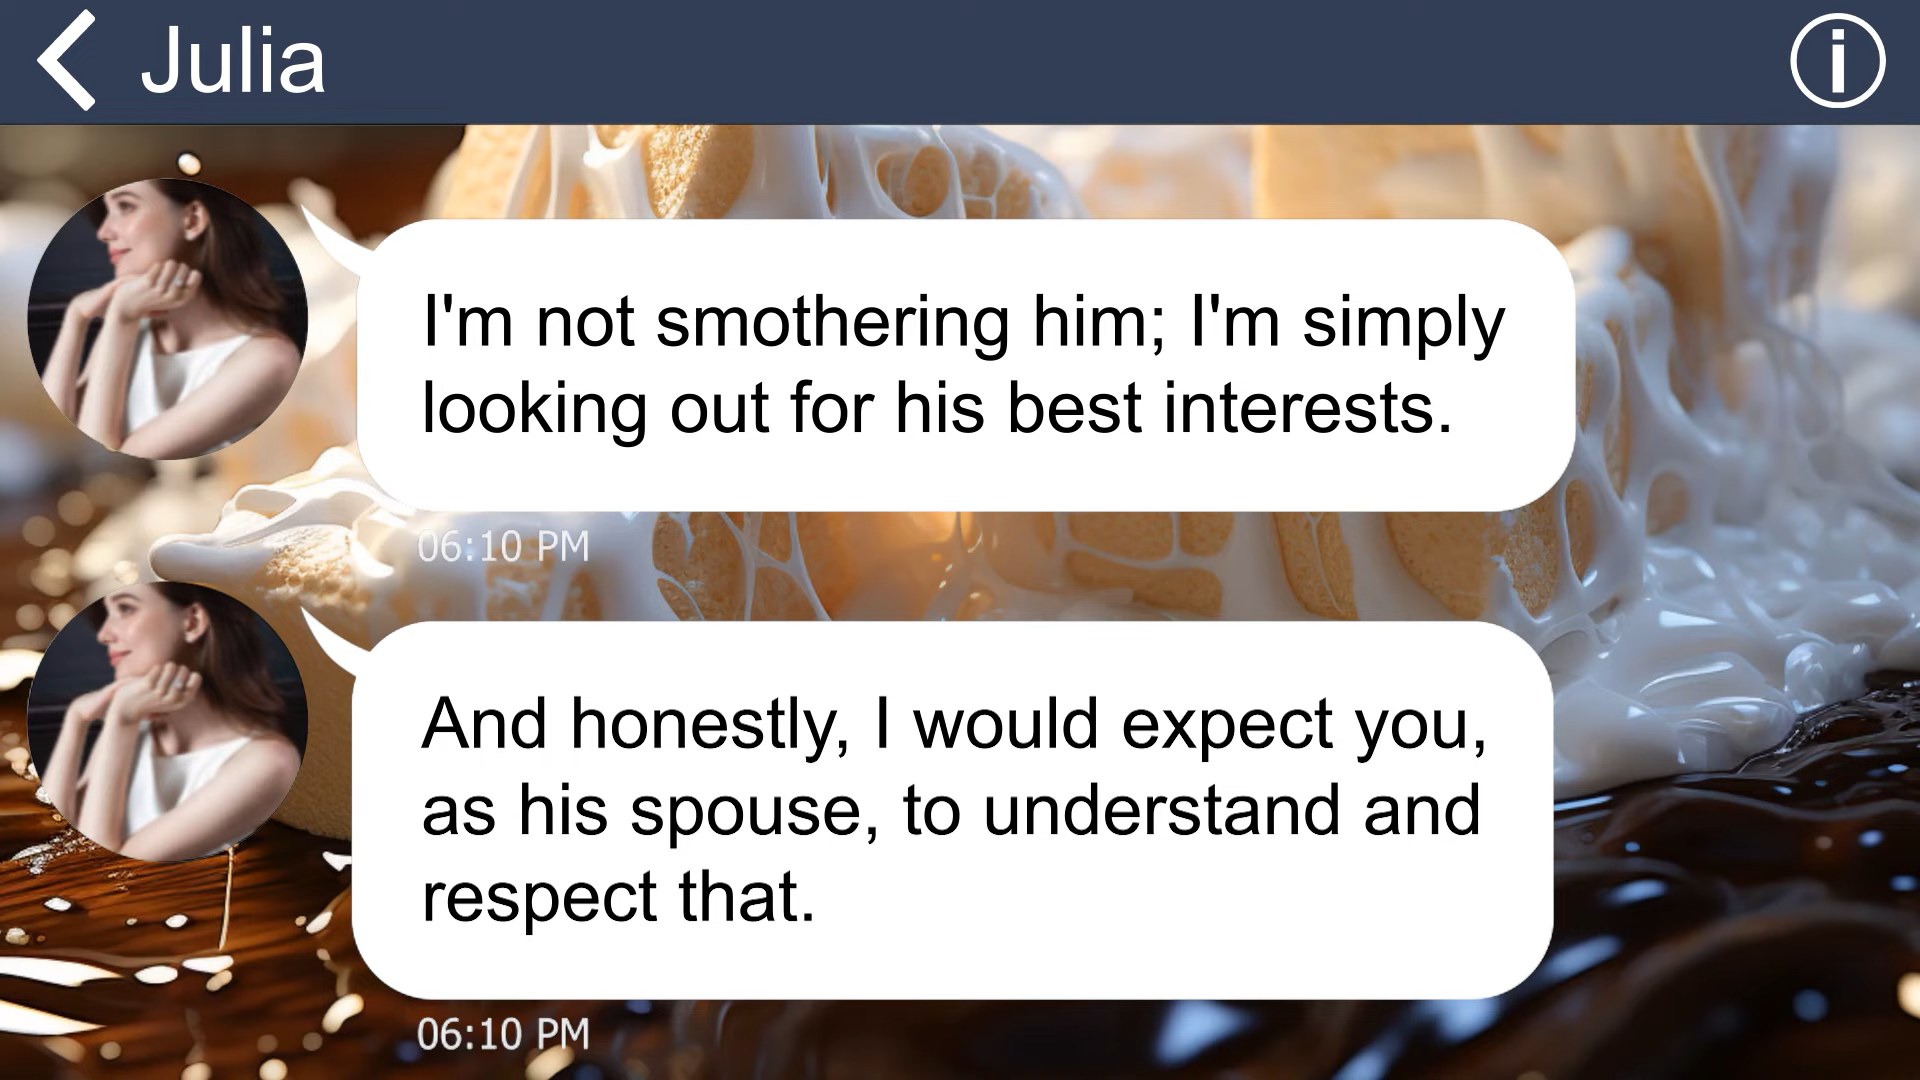 Julia
I'm not smothering him; I'm simply
looking out for his best interests.
06:10 PM
And honestly, I would expect you,
as his spouse, to understand and
respect that.
06:10 PM